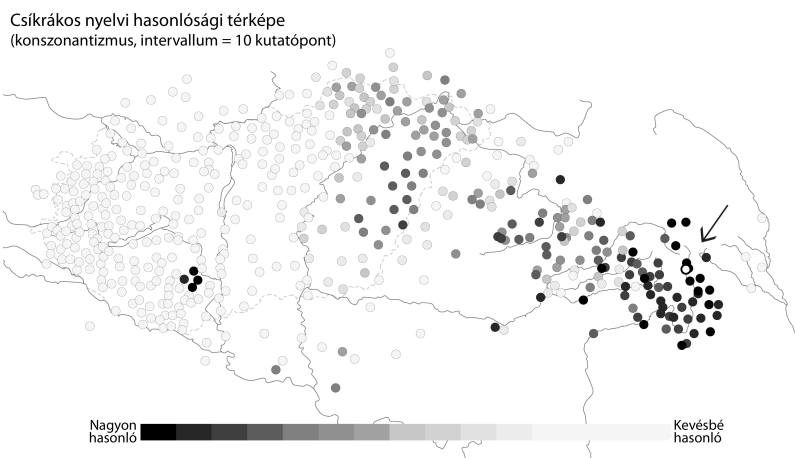 Csíkrákos nyelvi hasonlósági térképe
(konszonantizmus, intervallum = 10 kutatópont)
Nagyon
hasonló
Kevésbé
hasonló